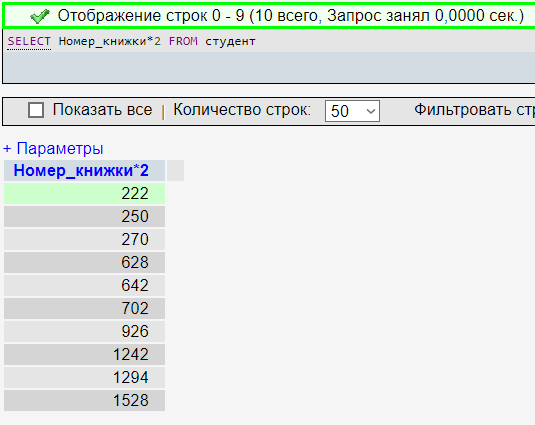 Отображение строк 0 - 9 (10 всего, Запрос занял 0,0000 сек.)
SELECT Номер_книжки*2 FROM студент
Показать все | Количество строк: 50 Фильтровать стр
+ Параметры
Номер_книжки*2
222
250
270
628
642
702
926
1242
1294
1528